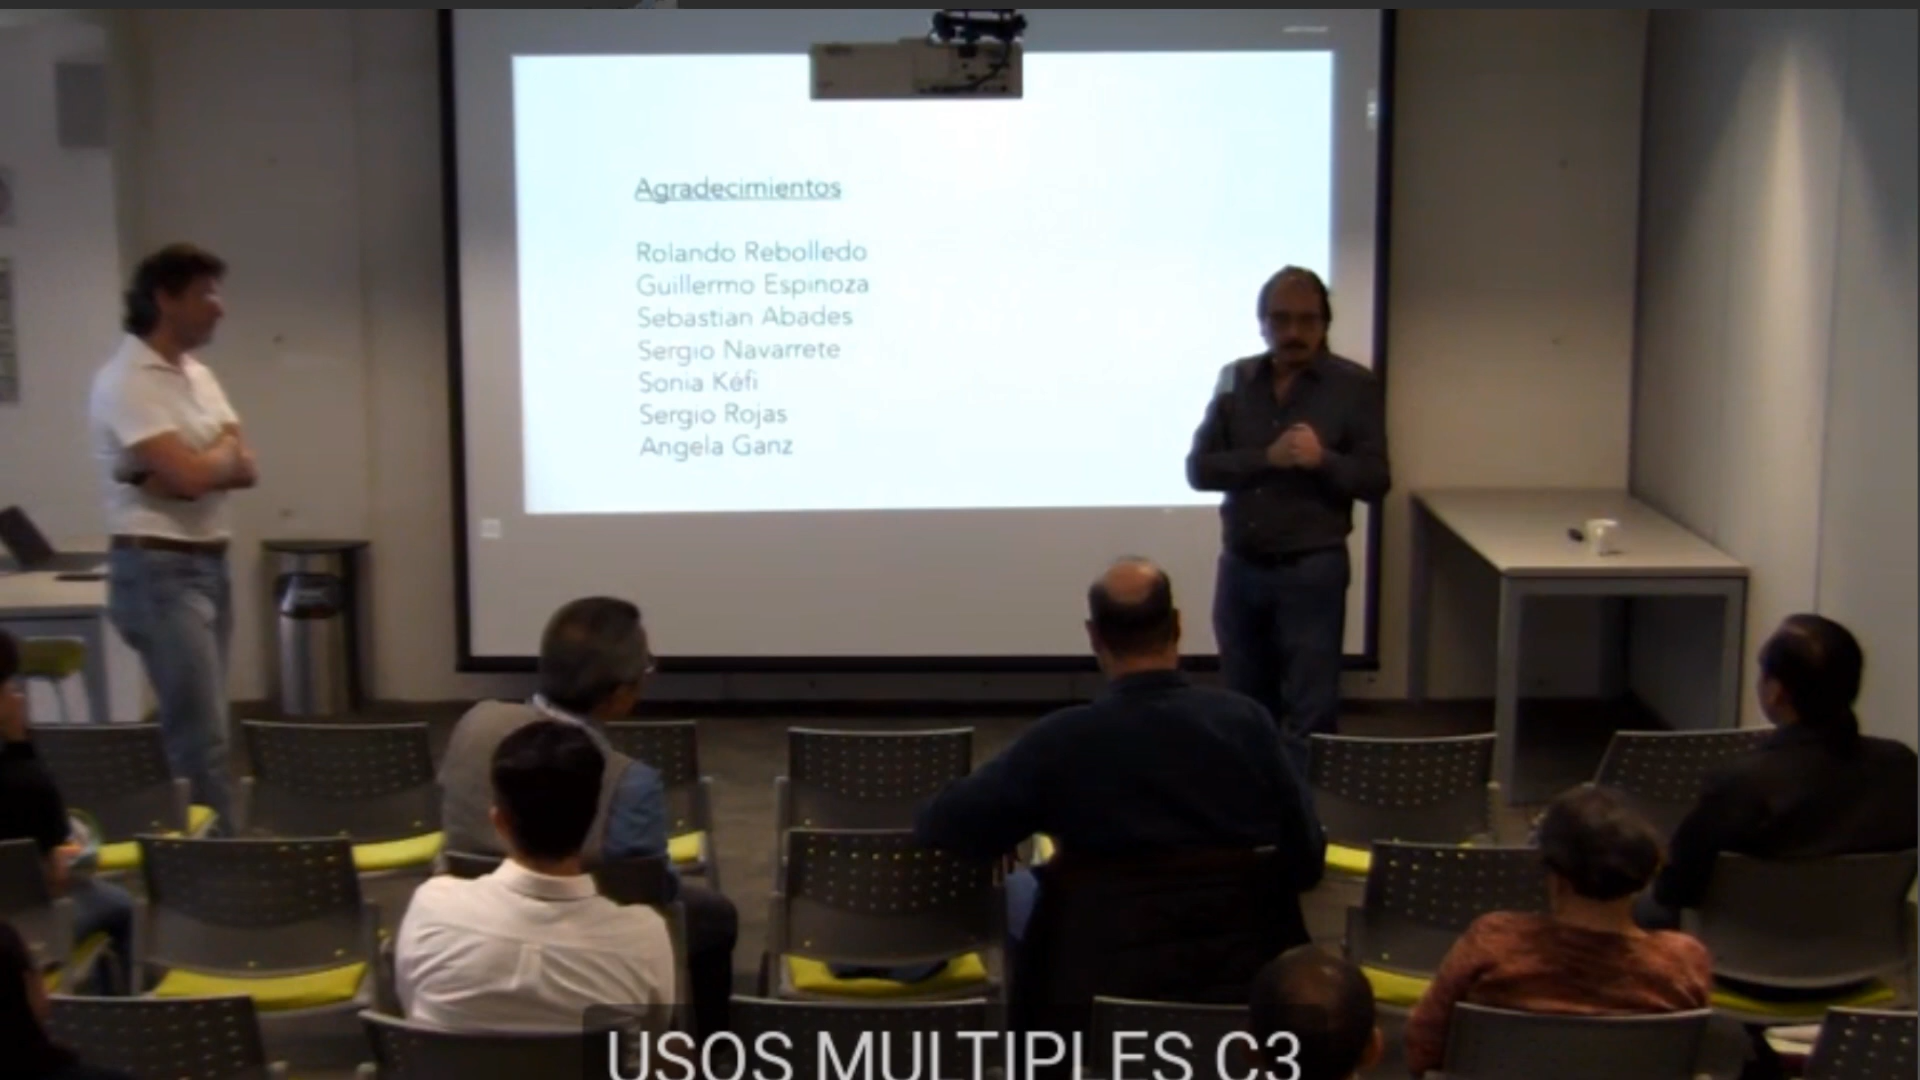 Agradecimientos
Rolando Rebolledo
Guillermo Espinoza
Sebastian Abades
Sergio Navarrete
Sonia Kéfi
Sergio Rojas
Angela Ganz
USOS MULTIPLES C3